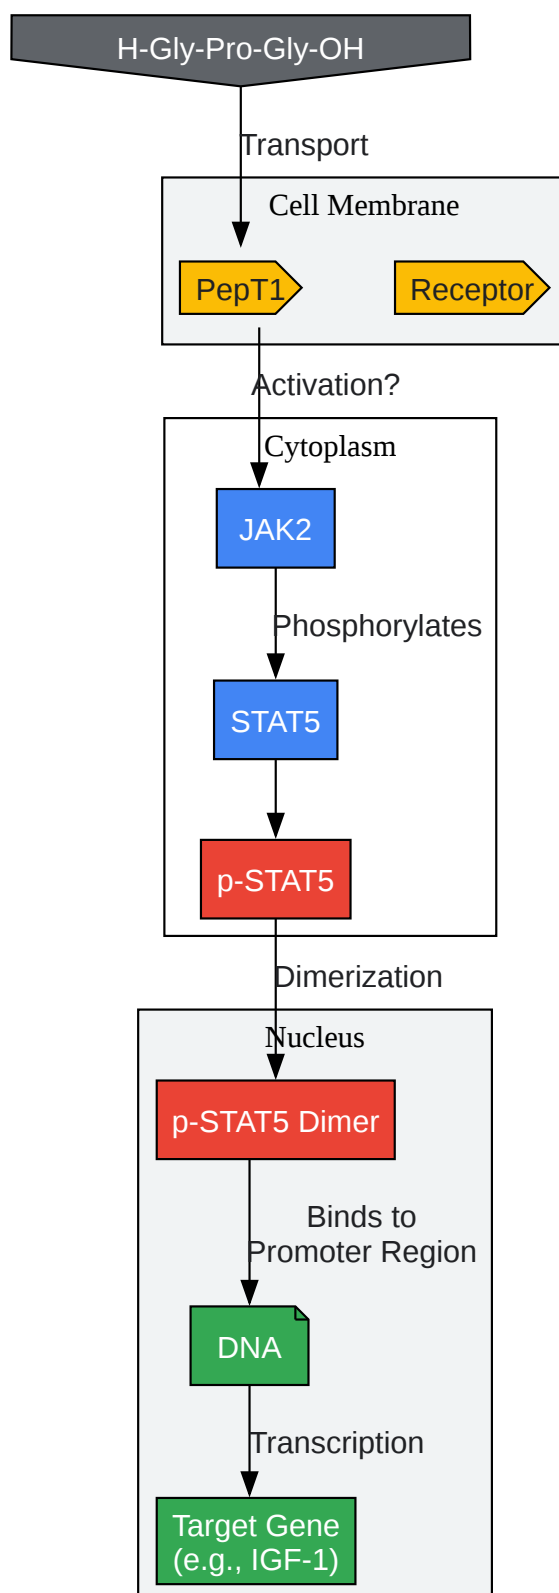 H-Gly-Pro-Gly-OH
Transport
Cell Membrane
PepT1
Receptor
Activation?
Cytoplasm
JAK2
Phosphorylates
STAT5
p-STAT5
Dimerization
Nucleus
p-STAT5 Dimer
Binds to
Promoter Region
DNA
Transcription
Target Gene
(e.g., IGF-1)